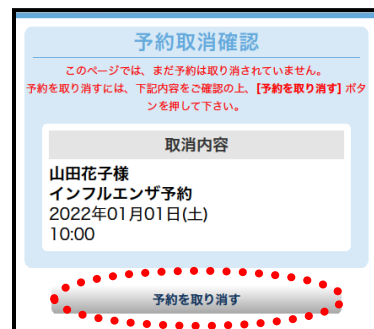 予約取消確認
このページでは、まだ予約は取り消されていません。
予約を取り消すには、下記内容をご確認の上、[予約を取り消す] ボタ
ンを押して下さい。
取消内容
山田花子様
インフルエンザ予約
2022年01月01日(土)
10:00
予約を取り消す